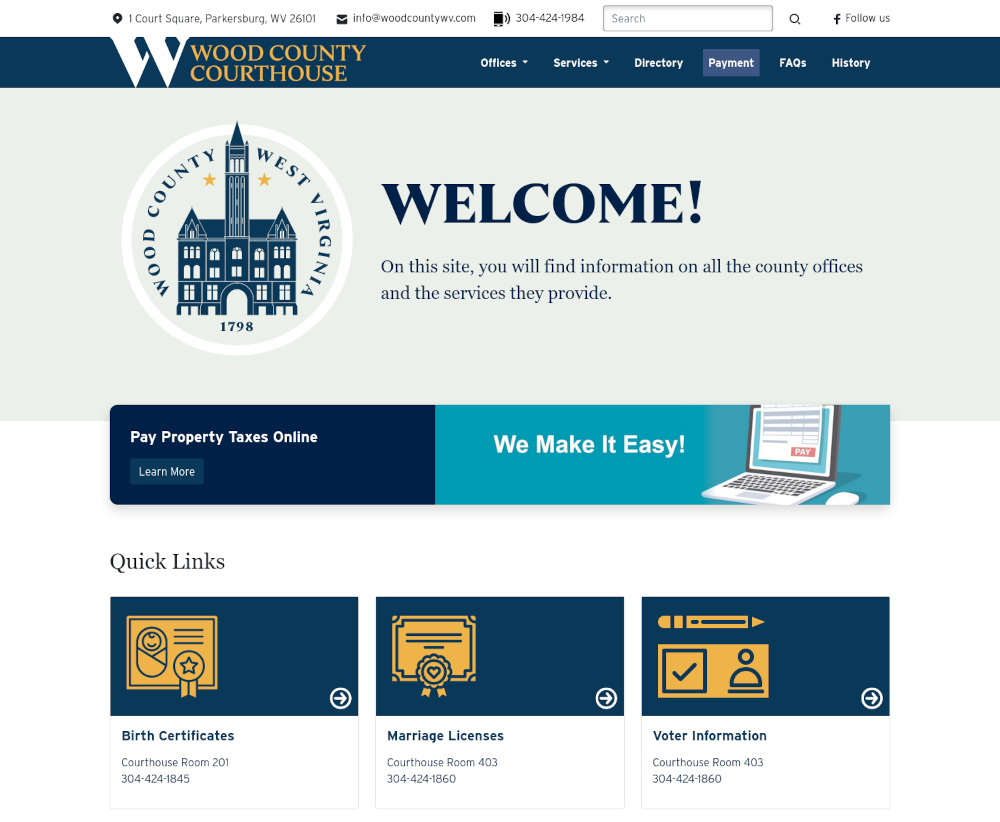 1 Court Square, Parkersburg, WV 26101
info@woodcountywv.com
304-424-1984
Search
Follow us
W WOOD COUNTY
COURTHOUSE
Offices
Services
Directory
Payment
FAQs
History
WOOD COUNTY WEST VIRGINIA
1798
WELCOME!
On this site, you will find information on all the county offices
and the services they provide.
Pay Property Taxes Online
Learn More
We Make It Easy!
PAY
Quick Links
Birth Certificates
Courthouse Room 201
304-424-1845
Marriage Licenses
Courthouse Room 403
304-424-1860
Voter Information
Courthouse Room 403
304-424-1860